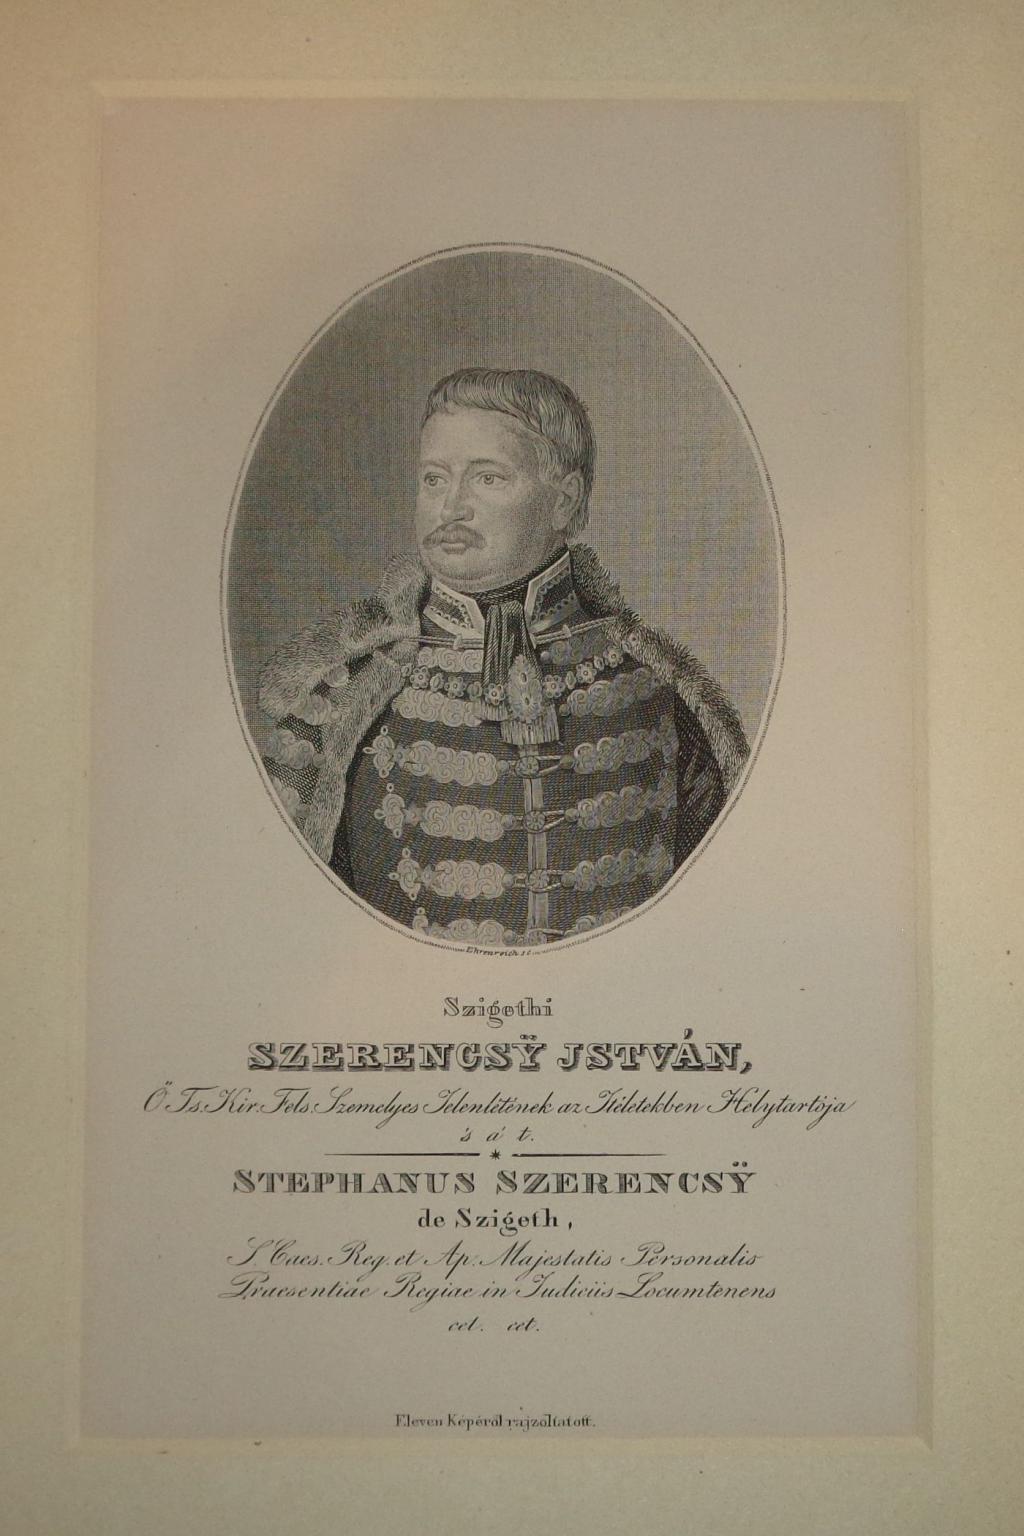 Ehrenreich sc.
Szigethi
SZERENCSŸ JSTVÁN,
Ő Ts. Kir. Fels. Szemelyes Jelenlétének az Itéletekben Helytartója
's a' t.
STEPHANUS SZERENCSŸ
de Szigeth,
S. Caes. Reg. et Ap. Majestatis Personalis
Praesentiae Regiae in Judiciis Locumtenens
cet. cet.
Eleven Képéről rajzoltatott.